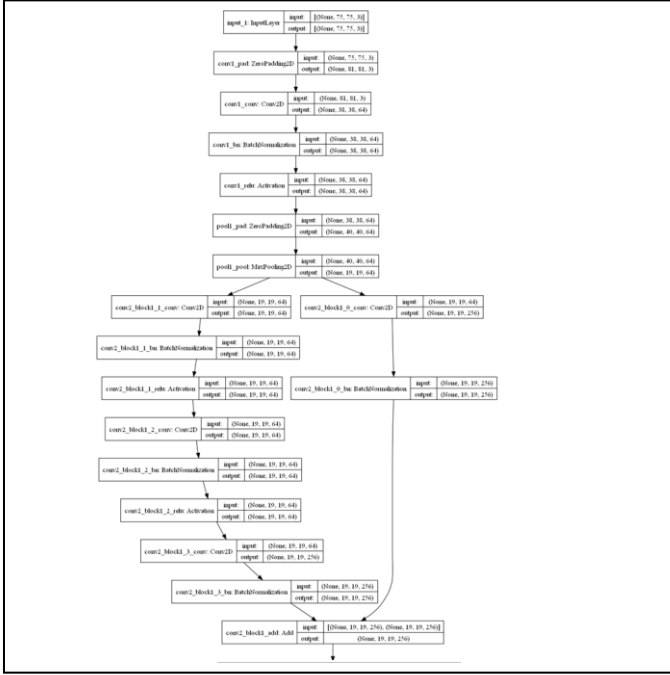 input_1: InputLayer input: [(None, 75, 75, 3)]
output: [(None, 75, 75, 3)]
conv1_pad: ZeroPadding2D input: (None, 75, 75, 3)
output: (None, 81, 81, 3)
conv1_conv: Conv2D input: (None, 81, 81, 3)
output: (None, 38, 38, 64)
conv1_bn: BatchNormalization input: (None, 38, 38, 64)
output: (None, 38, 38, 64)
conv1_relu: Activation input: (None, 38, 38, 64)
output: (None, 38, 38, 64)
pool1_pad: ZeroPadding2D input: (None, 38, 38, 64)
output: (None, 40, 40, 64)
pool1_pool: MaxPooling2D input: (None, 40, 40, 64)
output: (None, 19, 19, 64)
conv2_block1_1_conv: Conv2D input: (None, 19, 19, 64)
output: (None, 19, 19, 64)
conv2_block1_0_conv: Conv2D input: (None, 19, 19, 64)
output: (None, 19, 19, 256)
conv2_block1_1_bn: BatchNormalization input: (None, 19, 19, 64)
output: (None, 19, 19, 64)
conv2_block1_1_relu: Activation input: (None, 19, 19, 64)
output: (None, 19, 19, 64)
conv2_block1_0_bn: BatchNormalization input: (None, 19, 19, 256)
output: (None, 19, 19, 256)
conv2_block1_2_conv: Conv2D input: (None, 19, 19, 64)
output: (None, 19, 19, 64)
conv2_block1_2_bn: BatchNormalization input: (None, 19, 19, 64)
output: (None, 19, 19, 64)
conv2_block1_2_relu: Activation input: (None, 19, 19, 64)
output: (None, 19, 19, 64)
conv2_block1_3_conv: Conv2D input: (None, 19, 19, 64)
output: (None, 19, 19, 256)
conv2_block1_3_bn: BatchNormalization input: (None, 19, 19, 256)
output: (None, 19, 19, 256)
conv2_block1_add: Add input: [(None, 19, 19, 256), (None, 19, 19, 256)]
output: (None, 19, 19, 256)